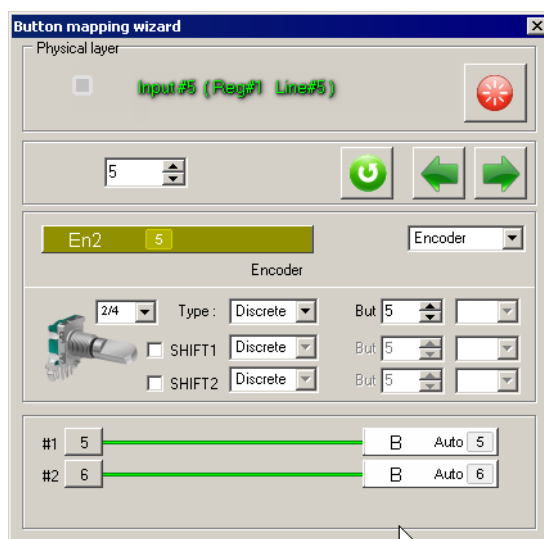 Button mapping wizard
Physical layer
Input#5 (Reg#1 Line#5)
5
En2 5 Encoder
Encoder
2/4 Type : Discrete But 5
SHIFT1 Discrete But 5
SHIFT2 Discrete But 5
#1 5 B Auto 5
#2 6 B Auto 6